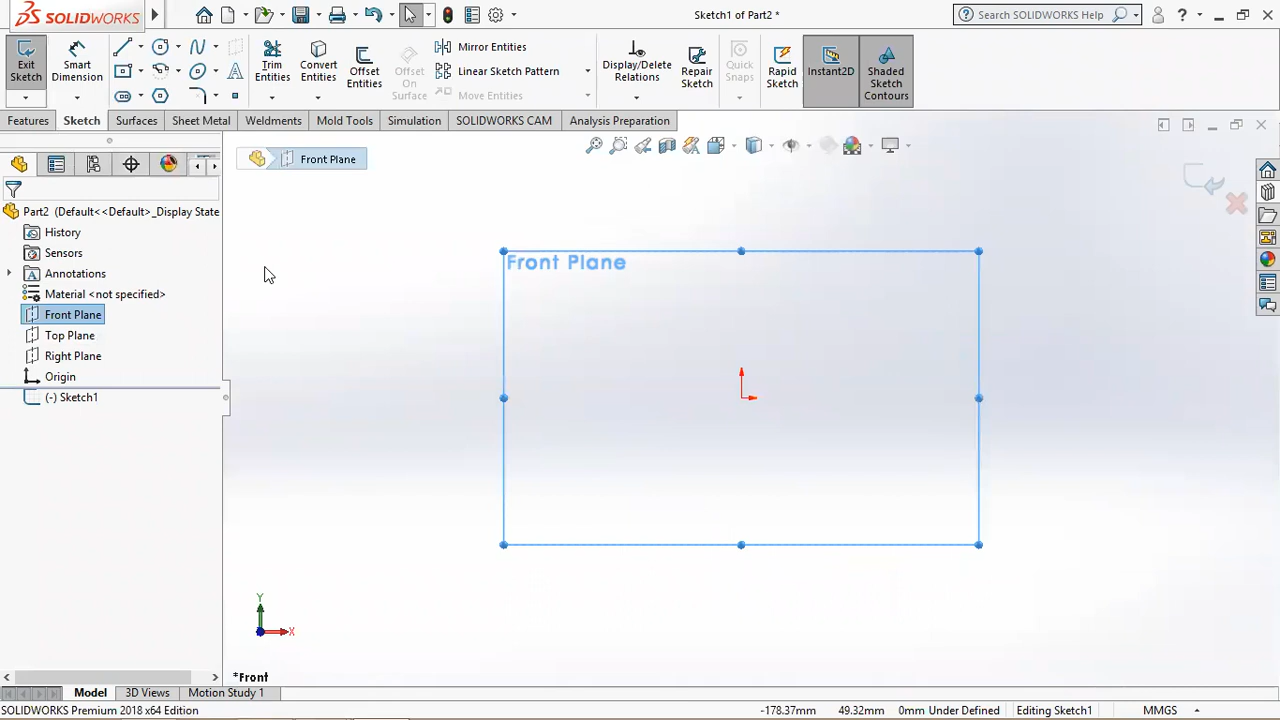 SOLIDWORKS
Sketch1 of Part2 *
Search SOLIDWORKS Help
?
Exit Sketch
Smart Dimension
Trim Entities
Convert Entities
Offset Entities
Offset On Surface
Mirror Entities
Linear Sketch Pattern
Move Entities
Display/Delete Relations
Repair Sketch
Quick Snaps
Rapid Sketch
Instant2D
Shaded Sketch Contours
Features
Sketch
Surfaces
Sheet Metal
Weldments
Mold Tools
Simulation
SOLIDWORKS CAM
Analysis Preparation
Front Plane
Part2 (Default<<Default>_Display State
History
Sensors
Annotations
Material <not specified>
Front Plane
Top Plane
Right Plane
Origin
(-) Sketch1
Front Plane
Y
X
*Front
Model
3D Views
Motion Study 1
SOLIDWORKS Premium 2018 x64 Edition
-178.37mm
49.32mm
0mm
Under Defined
Editing Sketch1
MMGS